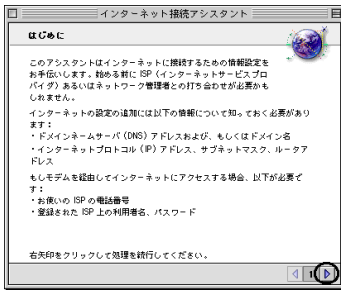 インターネット接続アシスタント
はじめに
このアシスタントはインターネットに接続するための情報設定を
お手伝いします。始める前に ISP（インターネットサービスプロ
バイダ）あるいはネットワーク管理者との打ち合せが必要かも
しれません。
インターネットの設定の追加には以下の情報について知っておく必要があり
ます：
・ドメインネームサーバ (DNS) アドレスおよび、もしくはドメイン名
・インターネットプロトコル (IP) アドレス、サブネットマスク、ルータア
ドレス
もしモデムを経由してインターネットにアクセスする場合、以下が必要で
す：
・お使いの ISP の電話番号
・登録された ISP 上の利用者名、パスワード
右矢印をクリックして処理を続行してください。
1